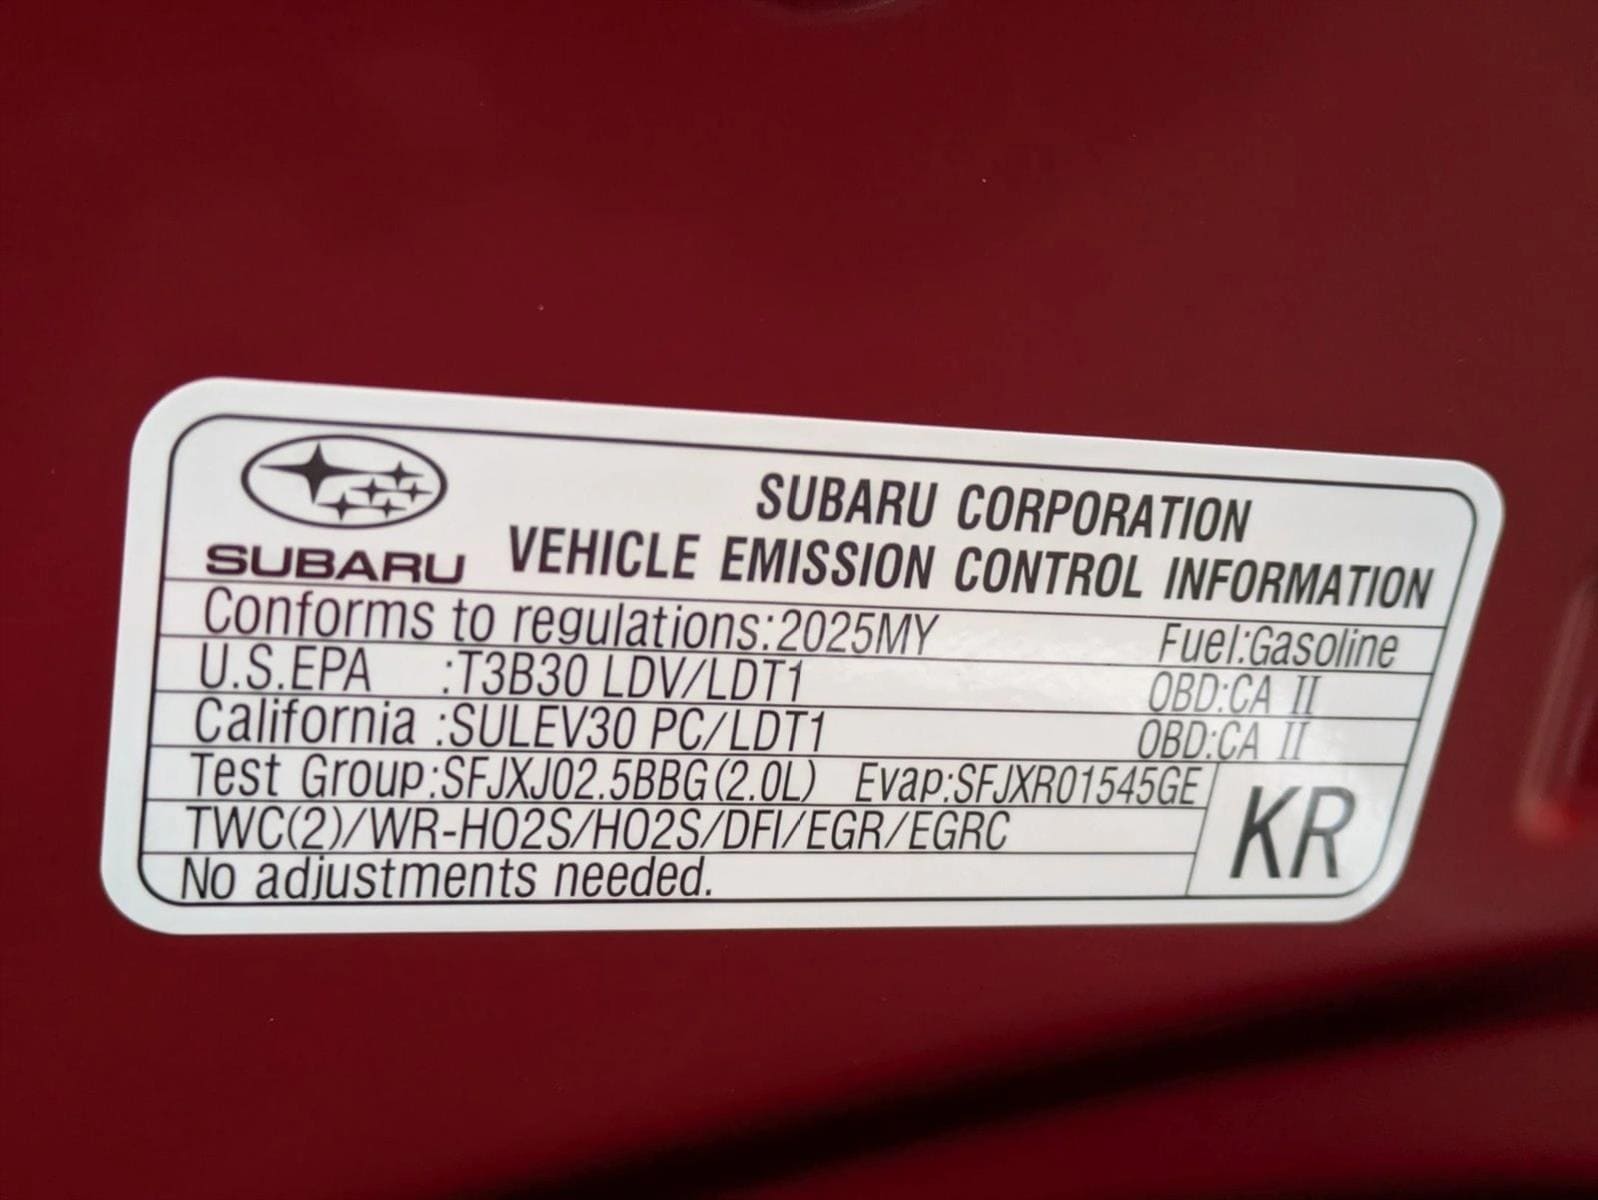 SUBARU
SUBARU CORPORATION
VEHICLE EMISSION CONTROL INFORMATION
Conforms to regulations:2025MY Fuel:Gasoline
U.S.EPA :T3B30 LDV/LDT1 OBD:CA II
California :SULEV30 PC/LDT1 OBD:CA II
Test Group:SFJXJ02.5BBG(2.0L) Evap:SFJXR01545GE
TWC(2)/WR-HO2S/HO2S/DFI/EGR/EGRC
KR
No adjustments needed.